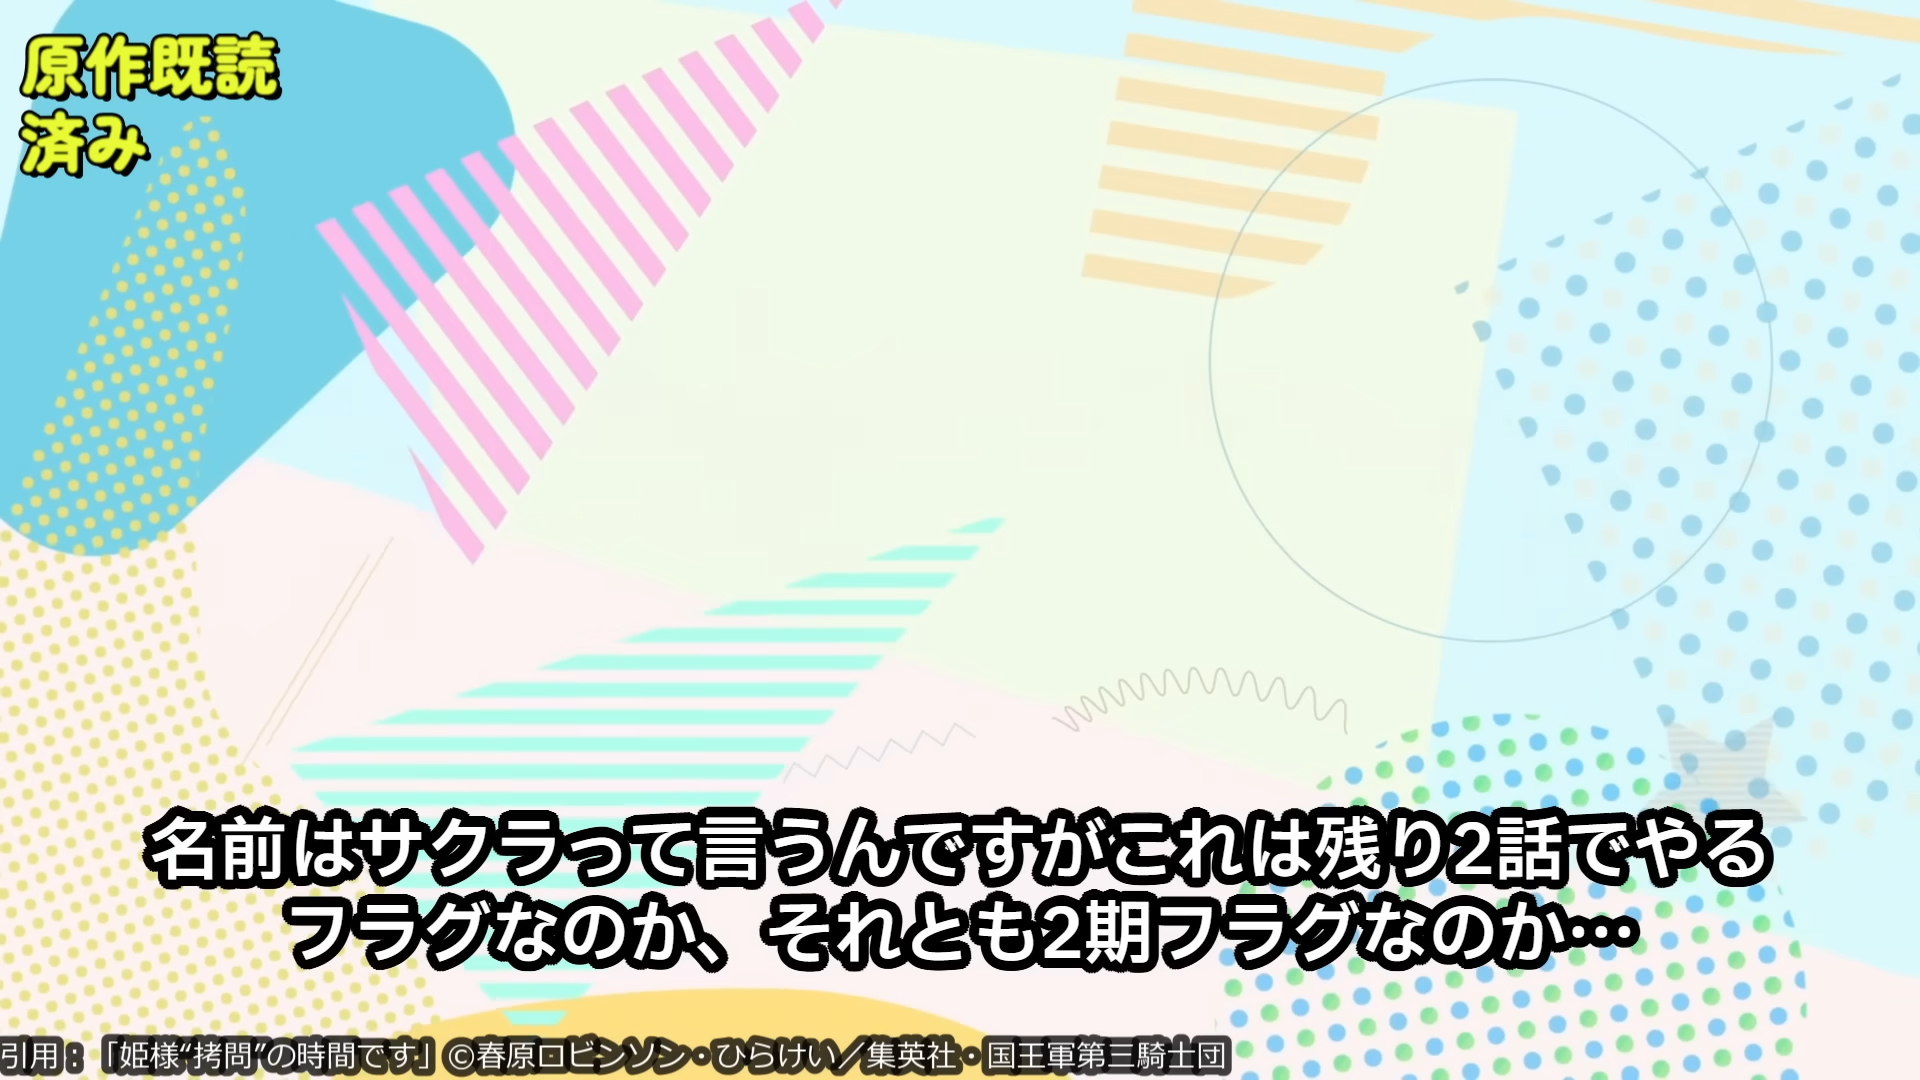 原作既読
済み
名前はサクラって言うんですがこれは残り2話でやる
フラグなのか、それとも2期フラグなのか…
引用：「姫様“拷問”の時間です」©春原ロビンソン・ひらけい／集英社・国王軍第三騎士団